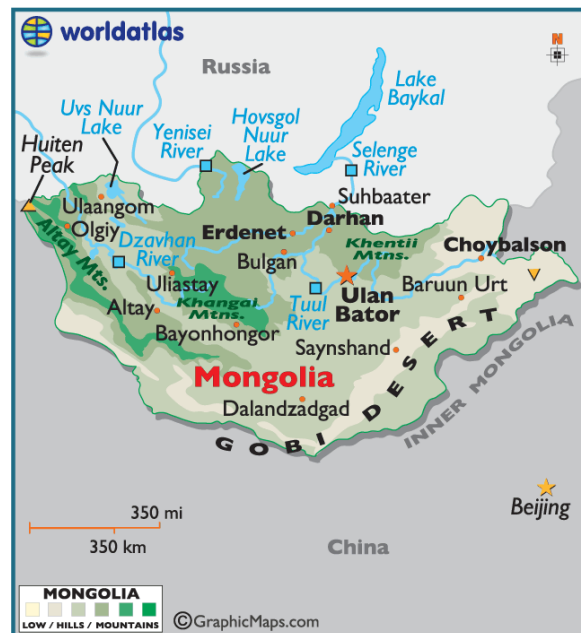 worldatlas
N
Russia
Lake
Baykal
Uvs Nuur
Lake
Yenisei
River
Hovsgol
Nuur
Lake
Selenge
River
Huiten
Peak
Suhbaater
Ulaangom
Olgiy
Altay Mts.
Dzavhan
River
Erdenet
Darhan
Khentii
Mtns.
Choybalson
Bulgan
Uliastay
Khangai
Mtns.
Tuul
River
Ulan
Bator
Baruun Urt
Altay
Bayonhongor
Saynshand
Mongolia
Dalandzadgad
GOBI DESERT
INNER MONGOLIA
350 mi
350 km
Beijing
China
MONGOLIA
LOW / HILLS / MOUNTAINS
©GraphicMaps.com